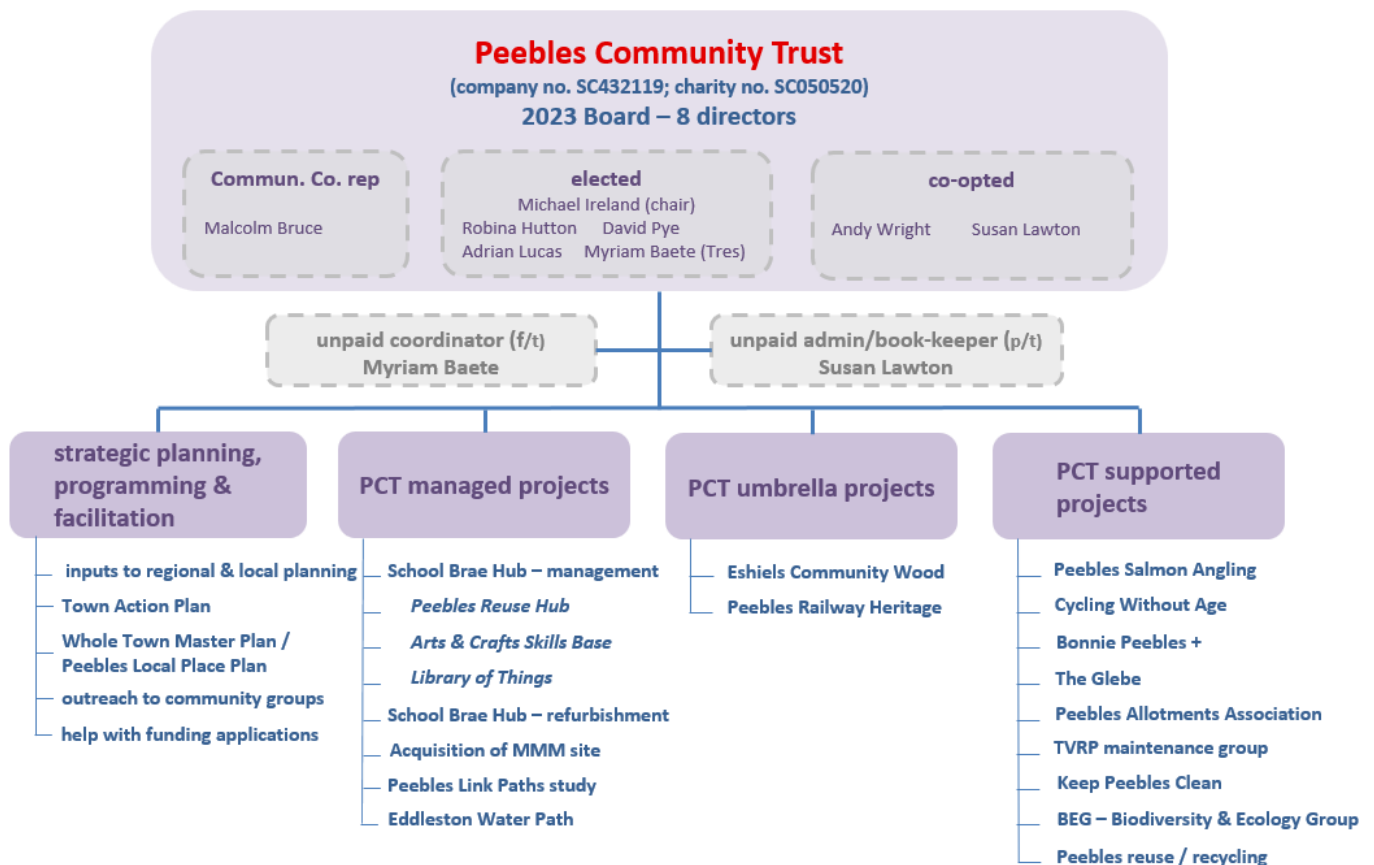 Peebles Community Trust
(company no. SC432119; charity no. SC050520)
2023 Board – 8 directors
Commun. Co. rep
Malcolm Bruce
elected
Michael Ireland (chair)
Robina Hutton David Pye
Adrian Lucas Myriam Baete (Tres)
co-opted
Andy Wright Susan Lawton
unpaid coordinator (f/t)
Myriam Baete
unpaid admin/book-keeper (p/t)
Susan Lawton
strategic planning,
programming &
facilitation
inputs to regional & local planning
Town Action Plan
Whole Town Master Plan /
Peebles Local Place Plan
outreach to community groups
help with funding applications
PCT managed projects
School Brae Hub – management
Peebles Reuse Hub
Arts & Crafts Skills Base
Library of Things
School Brae Hub – refurbishment
Acquisition of MMM site
Peebles Link Paths study
Eddleston Water Path
PCT umbrella projects
Eshiels Community Wood
Peebles Railway Heritage
PCT supported
projects
Peebles Salmon Angling
Cycling Without Age
Bonnie Peebles +
The Glebe
Peebles Allotments Association
TVRP maintenance group
Keep Peebles Clean
BEG – Biodiversity & Ecology Group
Peebles reuse / recycling